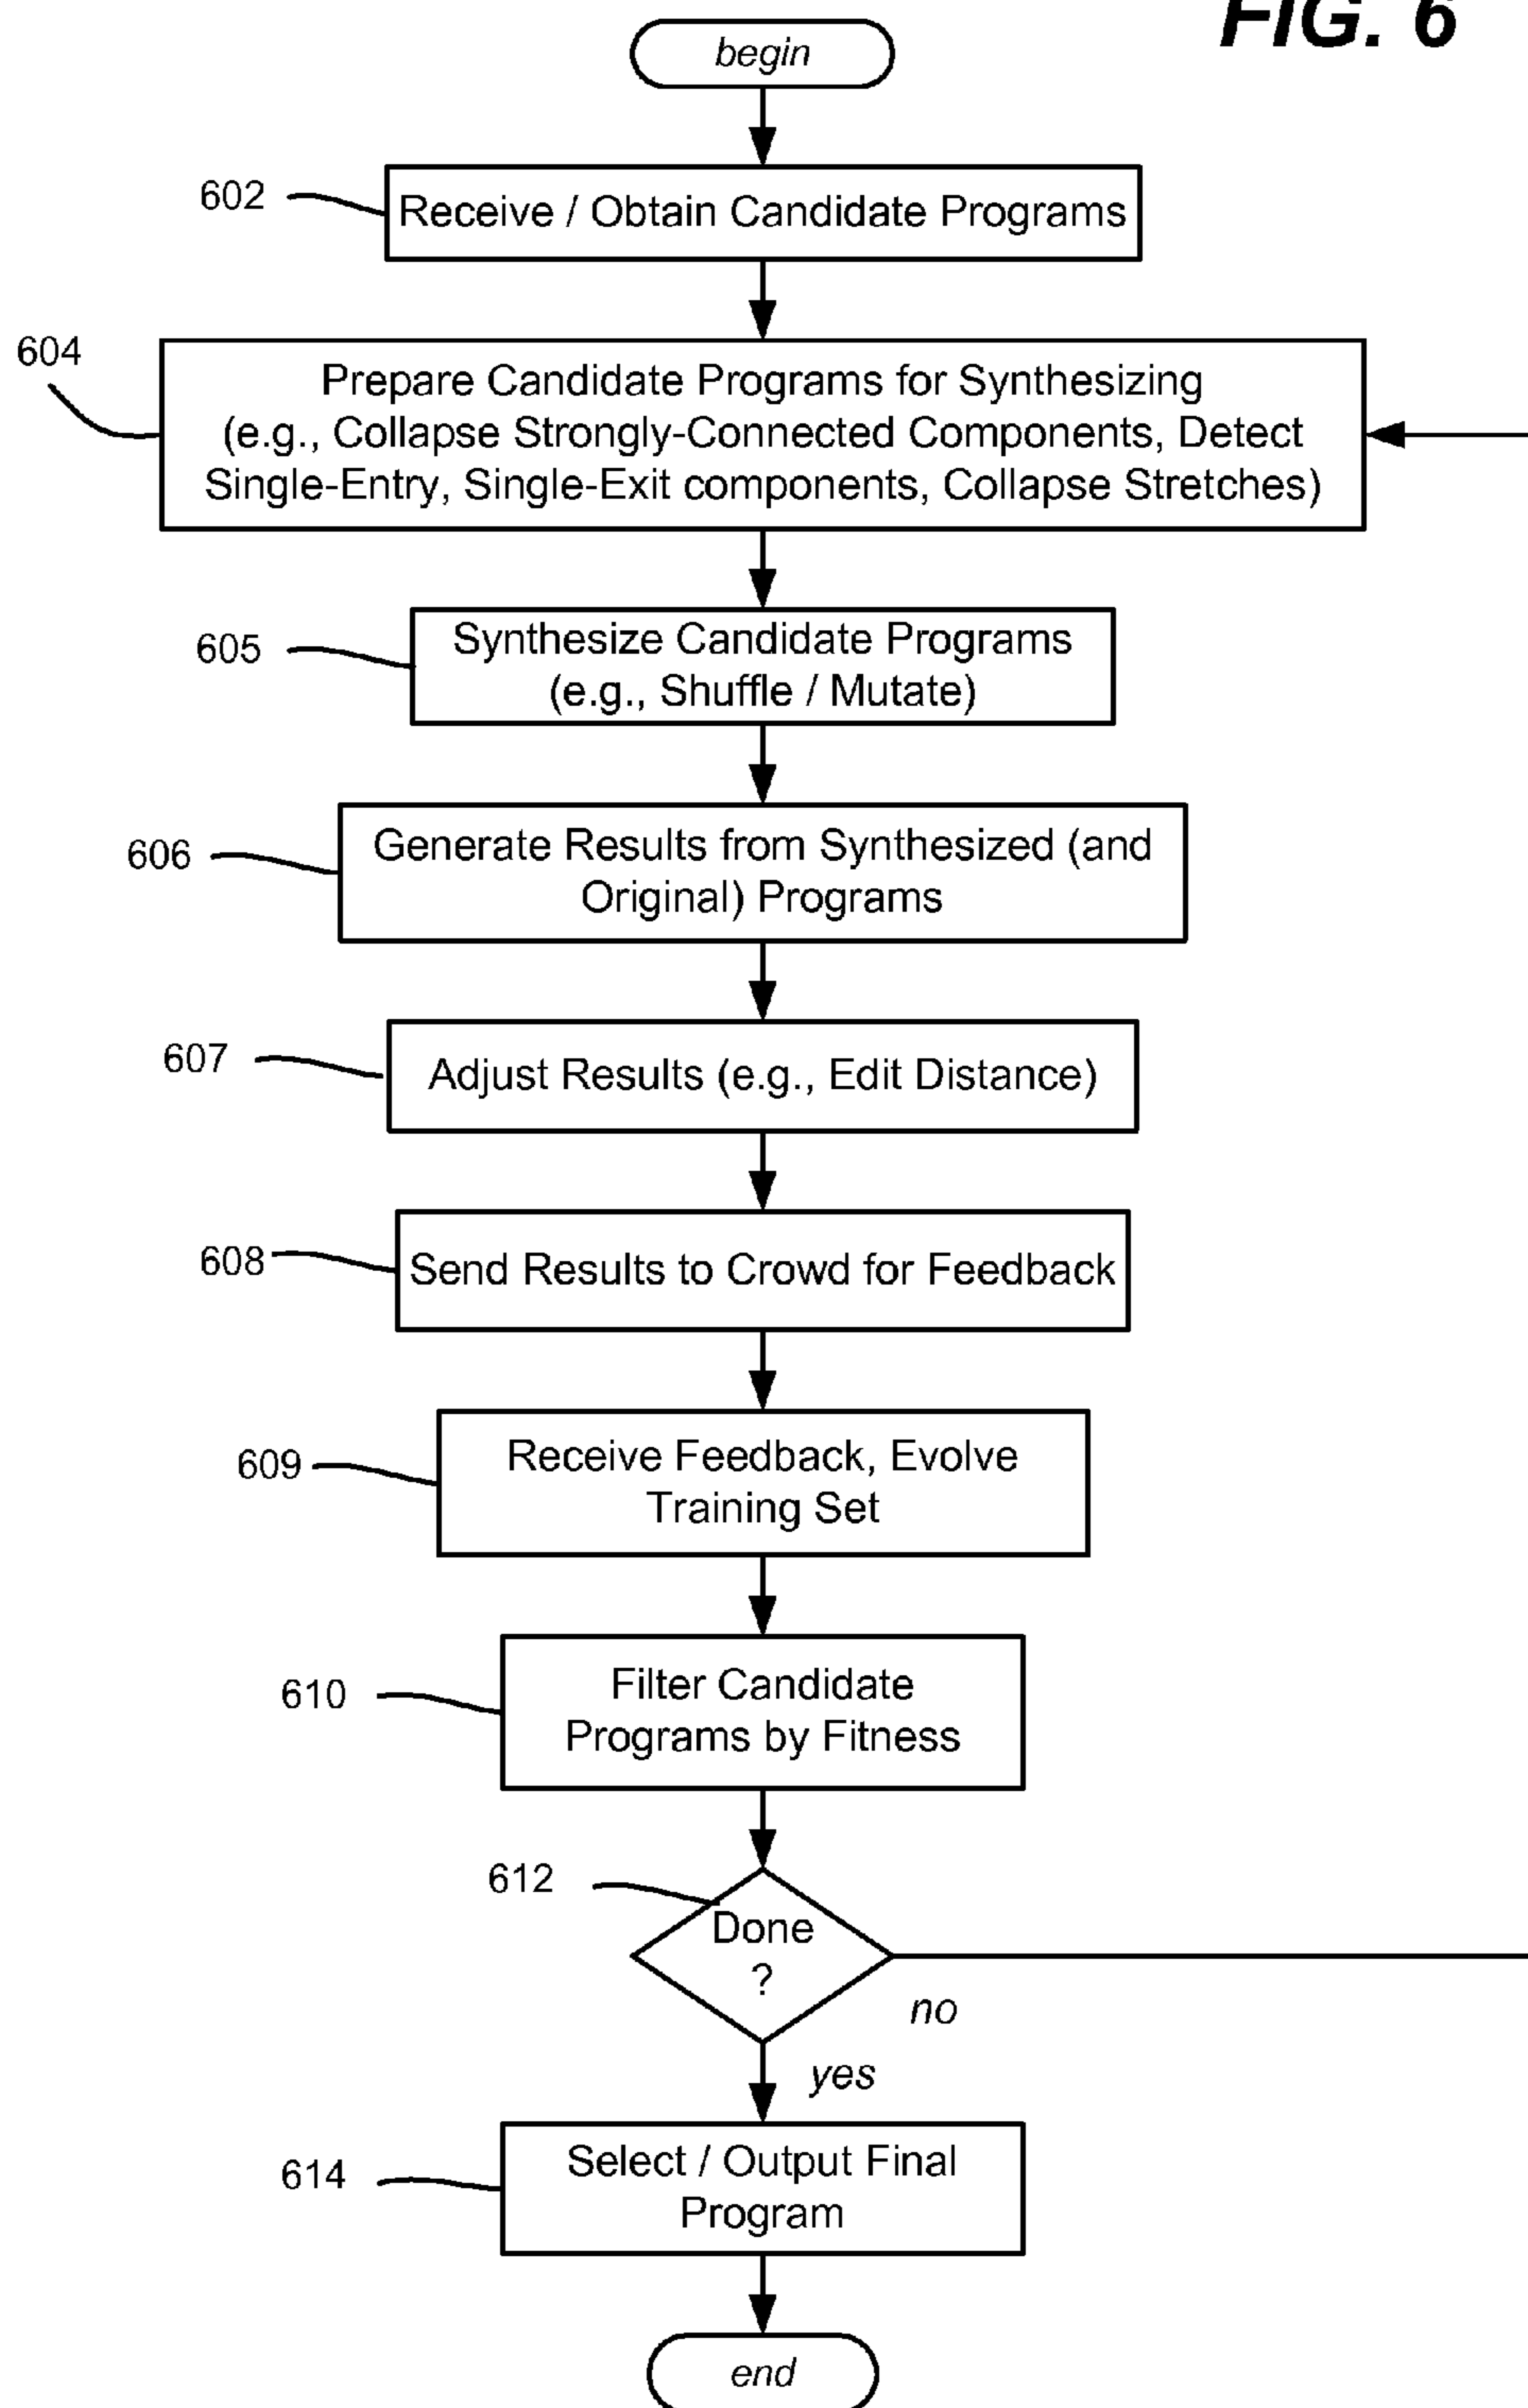 FIG. 6
begin
602
Receive / Obtain Candidate Programs
604
Prepare Candidate Programs for Synthesizing
(e.g., Collapse Strongly-Connected Components, Detect
Single-Entry, Single-Exit components, Collapse Stretches)
605
Synthesize Candidate Programs
(e.g., Shuffle / Mutate)
606
Generate Results from Synthesized (and
Original) Programs
607
Adjust Results (e.g., Edit Distance)
608
Send Results to Crowd for Feedback
609
Receive Feedback, Evolve
Training Set
610
Filter Candidate
Programs by Fitness
612
Done
?
no
yes
614
Select / Output Final
Program
end